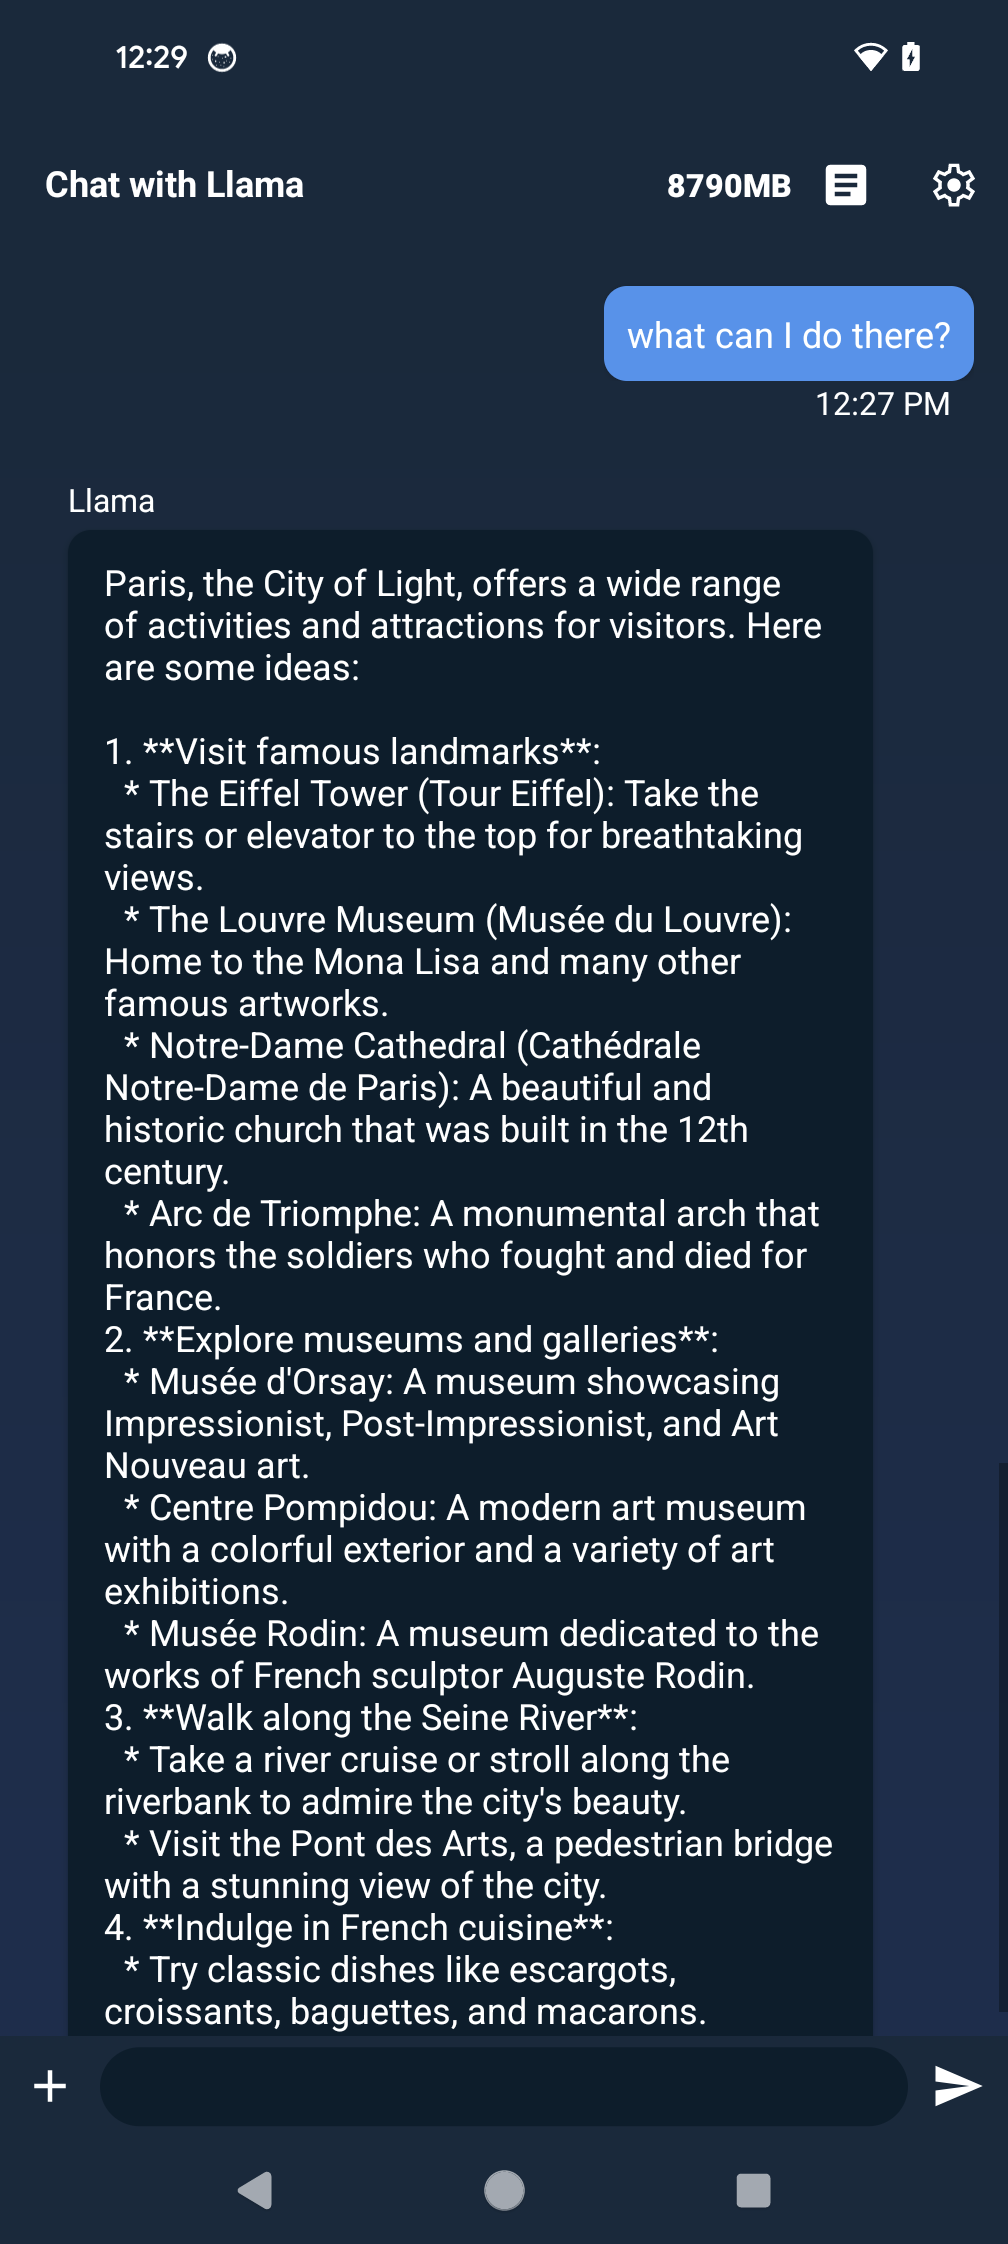 12:29
Chat with Llama 8790MB
what can I do there?
12:27 PM
Llama
Paris, the City of Light, offers a wide range
of activities and attractions for visitors. Here
are some ideas:
1. **Visit famous landmarks**:
* The Eiffel Tower (Tour Eiffel): Take the
stairs or elevator to the top for breathtaking
views.
* The Louvre Museum (Musée du Louvre):
Home to the Mona Lisa and many other
famous artworks.
* Notre-Dame Cathedral (Cathédrale
Notre-Dame de Paris): A beautiful and
historic church that was built in the 12th
century.
* Arc de Triomphe: A monumental arch that
honors the soldiers who fought and died for
France.
2. **Explore museums and galleries**:
* Musée d'Orsay: A museum showcasing
Impressionist, Post-Impressionist, and Art
Nouveau art.
* Centre Pompidou: A modern art museum
with a colorful exterior and a variety of art
exhibitions.
* Musée Rodin: A museum dedicated to the
works of French sculptor Auguste Rodin.
3. **Walk along the Seine River**:
* Take a river cruise or stroll along the
riverbank to admire the city's beauty.
* Visit the Pont des Arts, a pedestrian bridge
with a stunning view of the city.
4. **Indulge in French cuisine**:
* Try classic dishes like escargots,
croissants, baguettes, and macarons.